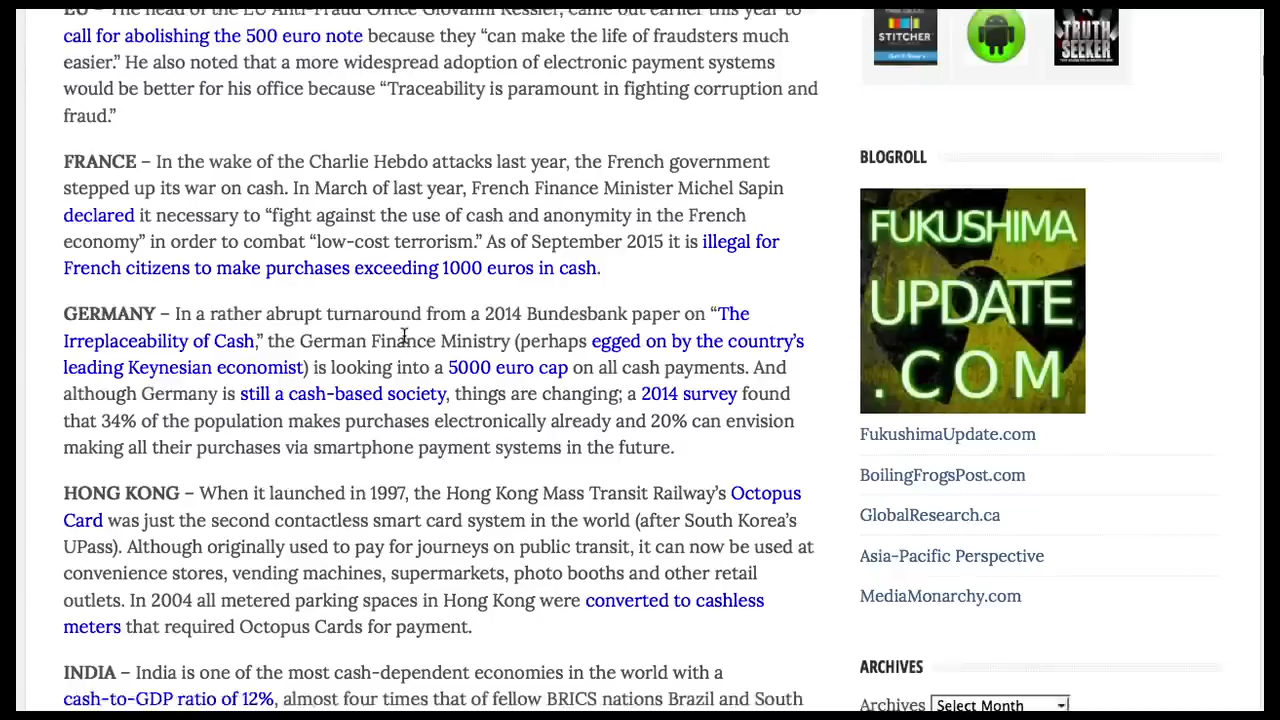 EU – The head of the EU Anti-Fraud Office Giovanni Kessler, came out earlier this year to
call for abolishing the 500 euro note because they “can make the life of fraudsters much
easier.” He also noted that a more widespread adoption of electronic payment systems
would be better for his office because “Traceability is paramount in fighting corruption and
fraud.”
FRANCE – In the wake of the Charlie Hebdo attacks last year, the French government
stepped up its war on cash. In March of last year, French Finance Minister Michel Sapin
declared it necessary to “fight against the use of cash and anonymity in the French
economy” in order to combat “low-cost terrorism.” As of September 2015 it is illegal for
French citizens to make purchases exceeding 1000 euros in cash.
GERMANY – In a rather abrupt turnaround from a 2014 Bundesbank paper on “The
Irreplaceability of Cash,” the German Finance Ministry (perhaps egged on by the country’s
leading Keynesian economist) is looking into a 5000 euro cap on all cash payments. And
although Germany is still a cash-based society, things are changing; a 2014 survey found
that 34% of the population makes purchases electronically already and 20% can envision
making all their purchases via smartphone payment systems in the future.
HONG KONG – When it launched in 1997, the Hong Kong Mass Transit Railway’s Octopus
Card was just the second contactless smart card system in the world (after South Korea’s
UPass). Although originally used to pay for journeys on public transit, it can now be used at
convenience stores, vending machines, supermarkets, photo booths and other retail
outlets. In 2004 all metered parking spaces in Hong Kong were converted to cashless
meters that required Octopus Cards for payment.
INDIA – India is one of the most cash-dependent economies in the world with a
cash-to-GDP ratio of 12%, almost four times that of fellow BRICS nations Brazil and South
STITCHER
TRUTH
SEEKER
BLOGROLL
FUKUSHIMA
UPDATE
.COM
FukushimaUpdate.com
BoilingFrogsPost.com
GlobalResearch.ca
Asia-Pacific Perspective
MediaMonarchy.com
ARCHIVES
Archives Select Month